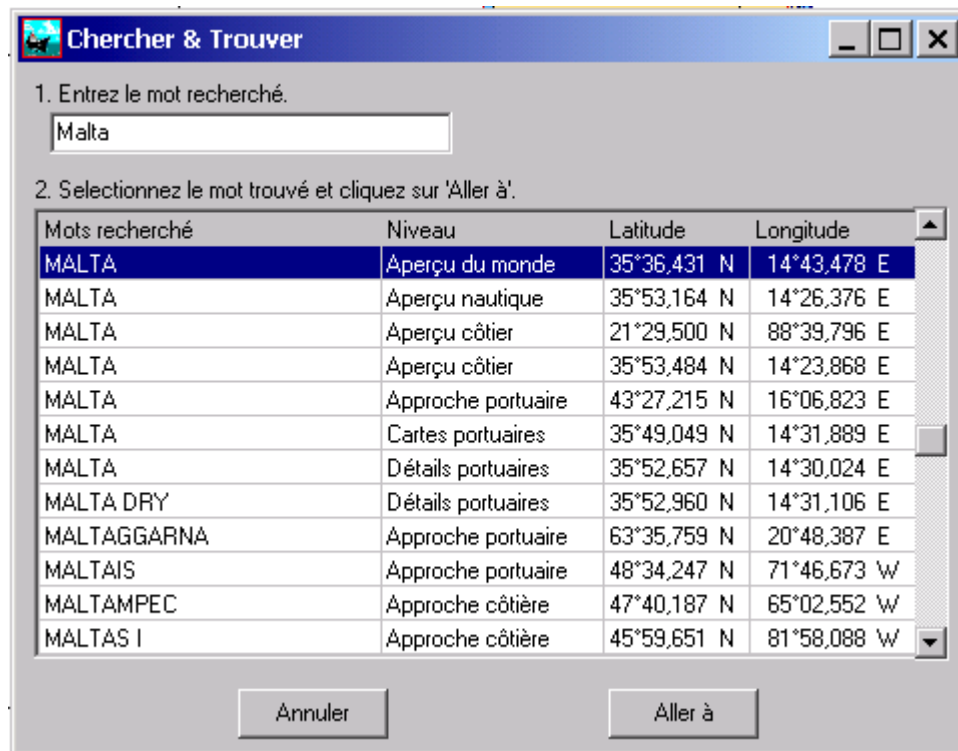 Chercher & Trouver
1. Entrez le mot recherché.
Malta
2. Selectionnez le mot trouvé et cliquez sur 'Aller à'.
Mots recherché Niveau Latitude Longitude
MALTA Aperçu du monde 35°36,431 N 14°43,478 E
MALTA Aperçu nautique 35°53,164 N 14°26,376 E
MALTA Aperçu côtier 21°29,500 N 88°39,796 E
MALTA Aperçu côtier 35°53,484 N 14°23,868 E
MALTA Approche portuaire 43°27,215 N 16°06,823 E
MALTA Cartes portuaires 35°49,049 N 14°31,889 E
MALTA Détails portuaires 35°52,657 N 14°30,024 E
MALTA DRY Détails portuaires 35°52,960 N 14°31,106 E
MALTAGGARNA Approche portuaire 63°35,759 N 20°48,387 E
MALTAIS Approche portuaire 48°34,247 N 71°46,673 W
MALTAMPEC Approche côtière 47°40,187 N 65°02,552 W
MALTAS I Approche côtière 45°59,651 N 81°58,088 W
Annuler Aller à